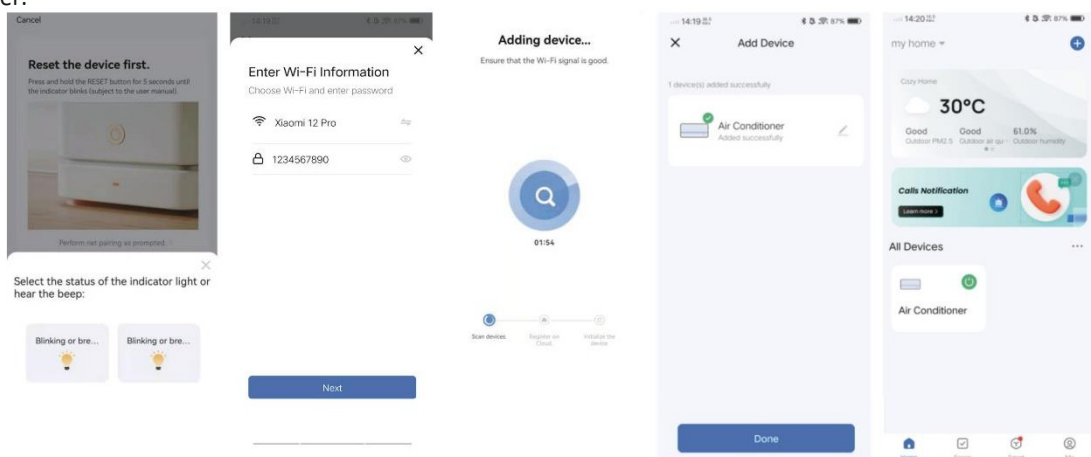 er.
Cancel
Reset the device first.
Press and hold the RESET button for 5 seconds until
the indicator blinks (subject to the user manual).
Perform net pairing as prompted.
Select the status of the indicator light or
hear the beep:
Blinking or bre...
Blinking or bre...
Enter Wi-Fi Information
Choose Wi-Fi and enter password
Xiaomi 12 Pro
1234567890
Next
Adding device...
Ensure that the Wi-Fi signal is good.
01:54
Scan devices
Register on
Cloud.
Initialize the
device
14:19
87%
Add Device
1 device(s) added successfully
Air Conditioner
Added successfully
Done
14:20
87%
my home
Cozy Home
30°C
Good
Good
61.0%
Outdoor PM2.5
Outdoor air qu...
Outdoor humidity
Calls Notification
Learn more >
All Devices
...
Air Conditioner